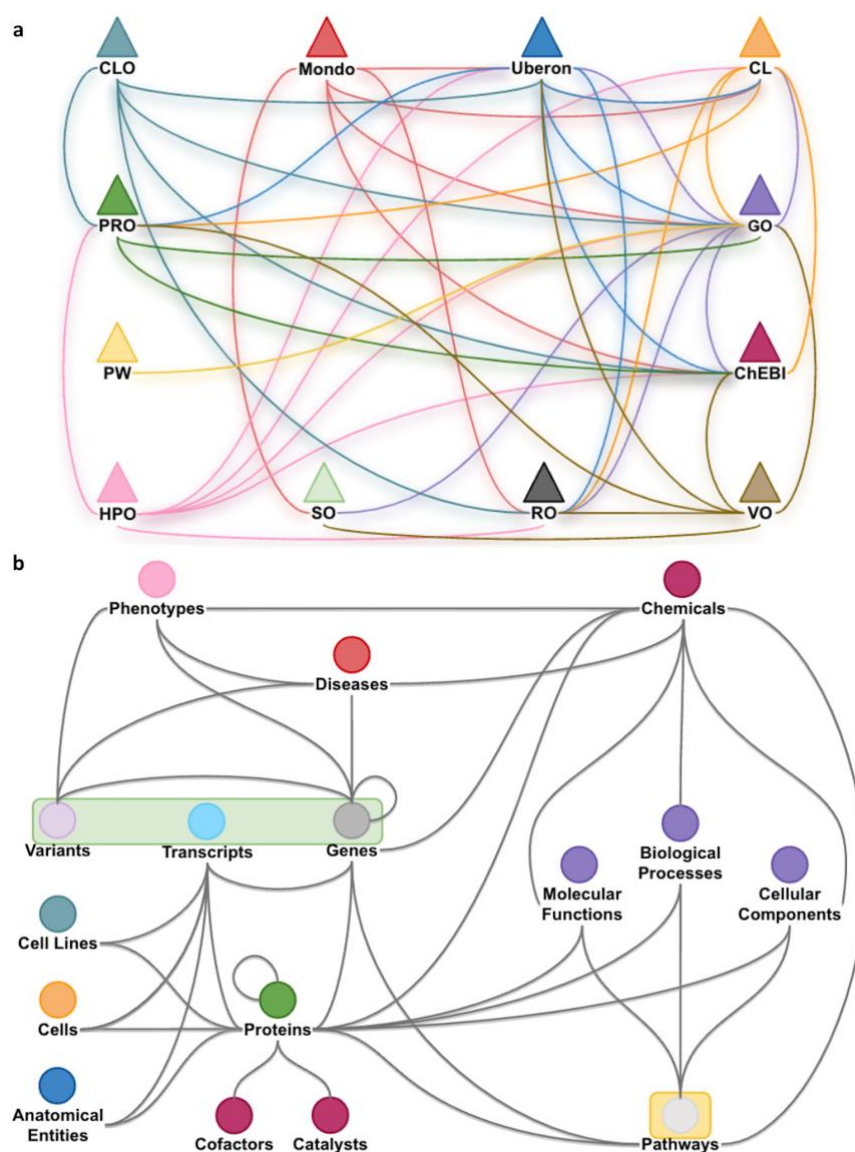 a
CLO
Mondo
Uberon
CL
PRO
GO
PW
ChEBI
HPO
SO
RO
VO
b
Phenotypes
Chemicals
Diseases
Variants
Transcripts
Genes
Biological
Processes
Molecular
Functions
Cellular
Components
Cell Lines
Cells
Proteins
Anatomical
Entities
Cofactors
Catalysts
Pathways